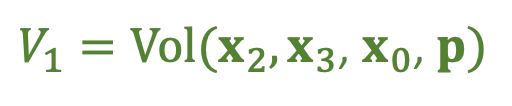 V₁ = Vol(x₂, x₃, x₀, p)